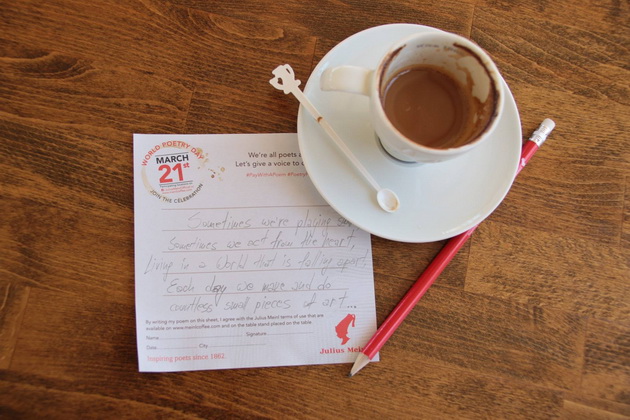 WORLD POETRY DAY
MARCH
21st
JOIN THE CELEBRATION
We're all poets
Let's give a voice to
#PayWithAPoem
Sometimes we're playing
Sometimes we act from the heart,
Living in a World that is falling apart.
Each day we move and do
countless small pieces of art...
By writing my poem on this sheet, I agree with the Julius Meinl terms of use that are
available on www.meinlcoffee.com and on the table stand placed on the table.
Name Signature
Date City
Inspiring poets since 1862.
Julius Mei